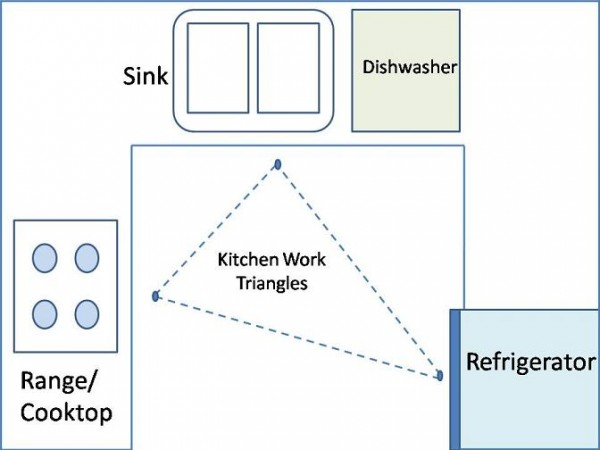 Sink
Dishwasher
Kitchen Work
Triangles
Range/
Cooktop
Refrigerator